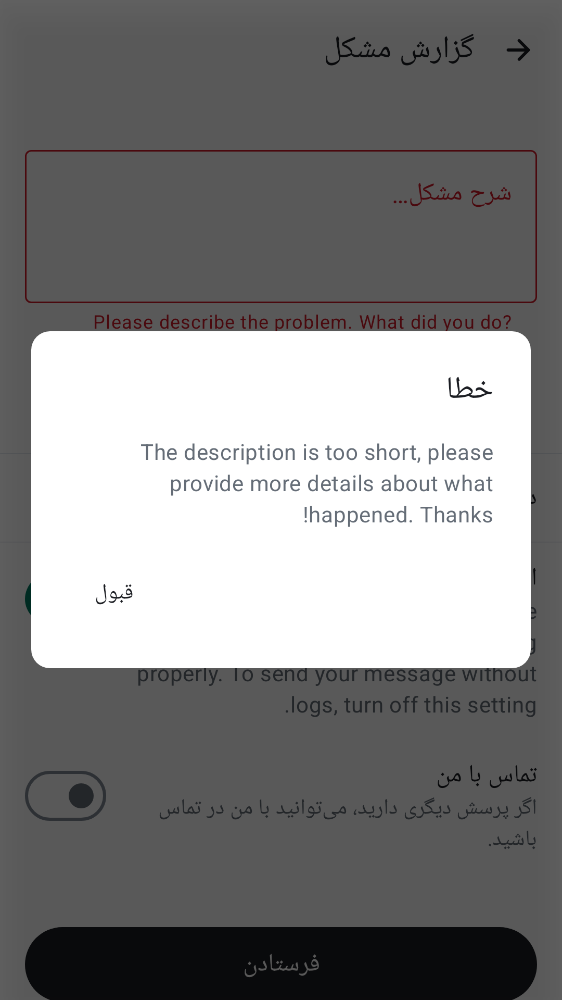 گزارش مشکل
شرح مشکل...
Please describe the problem. What did you do?
خطا
The description is too short, please
provide more details about what
happened. Thanks!
قبول
properly. To send your message without
logs, turn off this setting.
تماس با من
اگر پرسش دیگری دارید، می‌توانید با من در تماس
باشید.
فرستادن